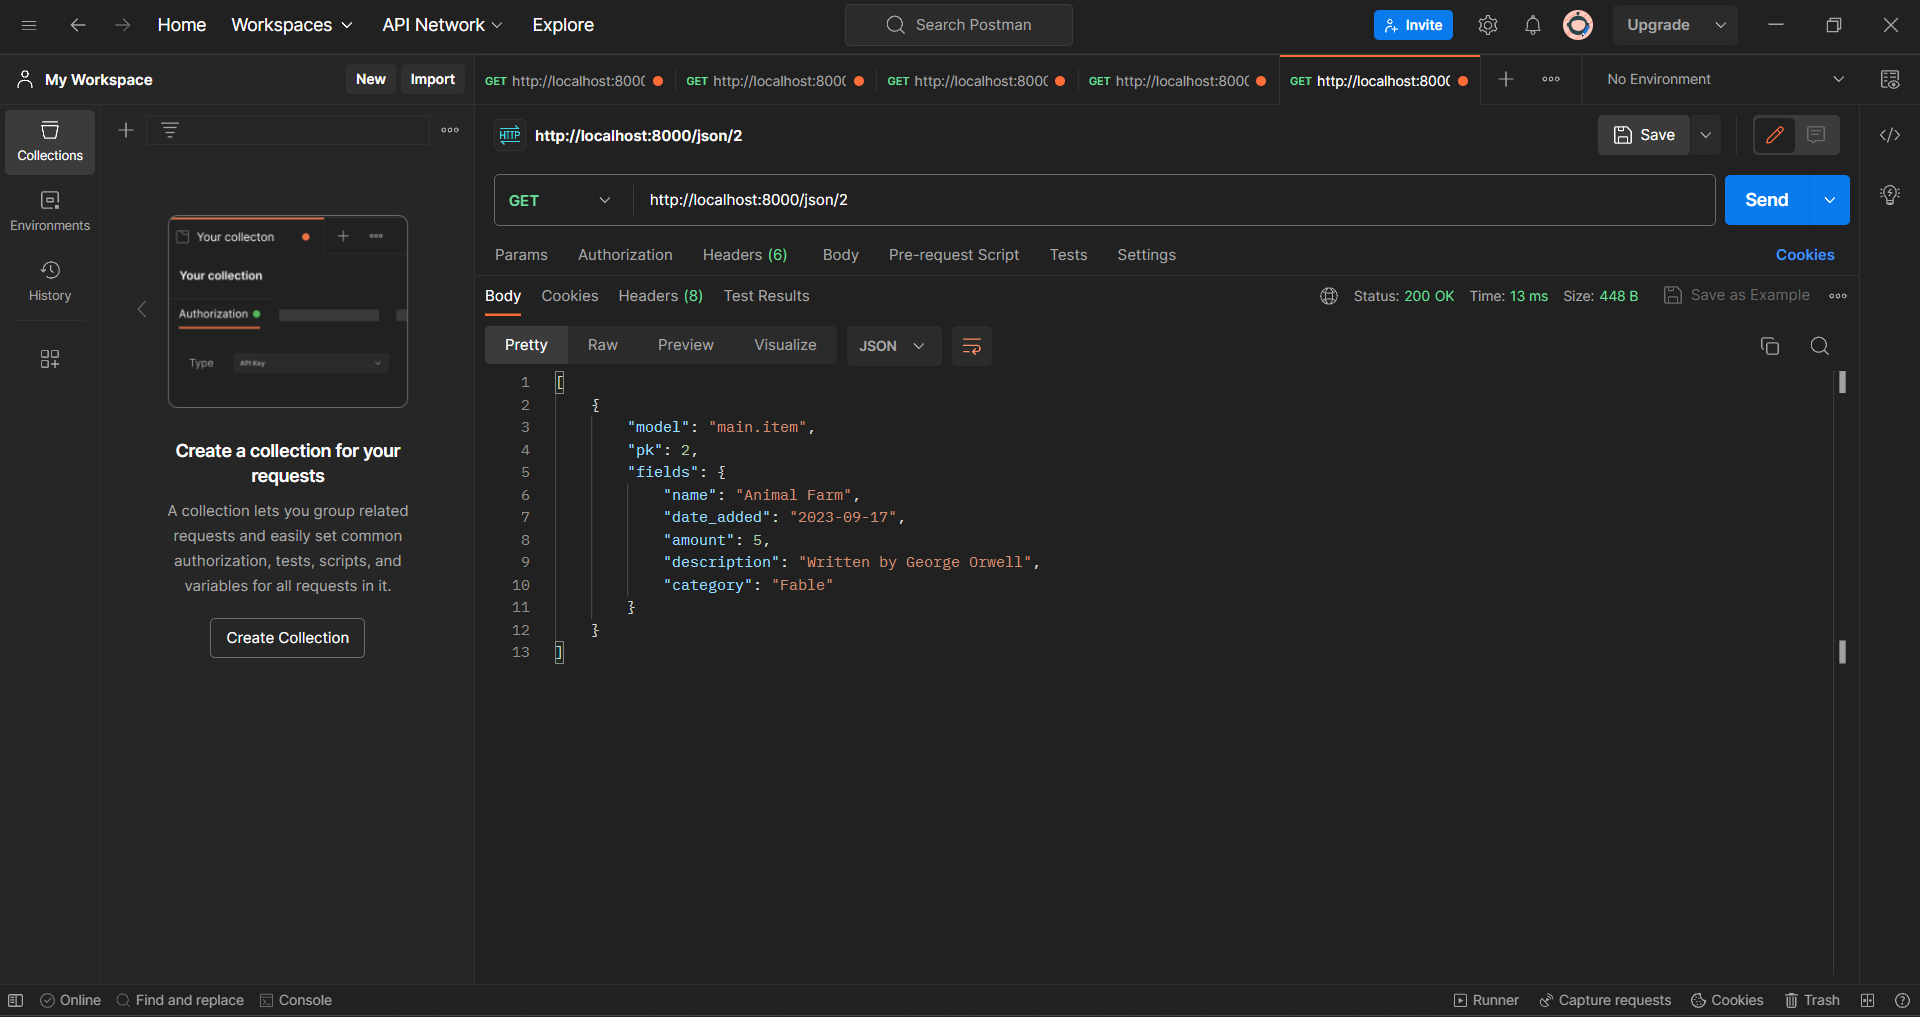 Home Workspaces API Network Explore Search Postman Invite Upgrade
My Workspace New Import GET http://localhost:800 GET http://localhost:800 GET http://localhost:800 GET http://localhost:800 GET http://localhost:800 No Environment
Collections
Environments
History
Your collecton
Your collection
Authorization
Type API Key
Create a collection for your
requests
A collection lets you group related
requests and easily set common
authorization, tests, scripts, and
variables for all requests in it.
Create Collection
HTTP http://localhost:8000/json/2 Save
GET http://localhost:8000/json/2 Send
Params Authorization Headers (6) Body Pre-request Script Tests Settings Cookies
Body Cookies Headers (8) Test Results Status: 200 OK Time: 13 ms Size: 448 B Save as Example
Pretty Raw Preview Visualize JSON
1 [
2 {
3 "model": "main.item",
4 "pk": 2,
5 "fields": {
6 "name": "Animal Farm",
7 "date_added": "2023-09-17",
8 "amount": 5,
9 "description": "Written by George Orwell",
10 "category": "Fable"
11 }
12 }
13 ]
Online Find and replace Console Runner Capture requests Cookies Trash